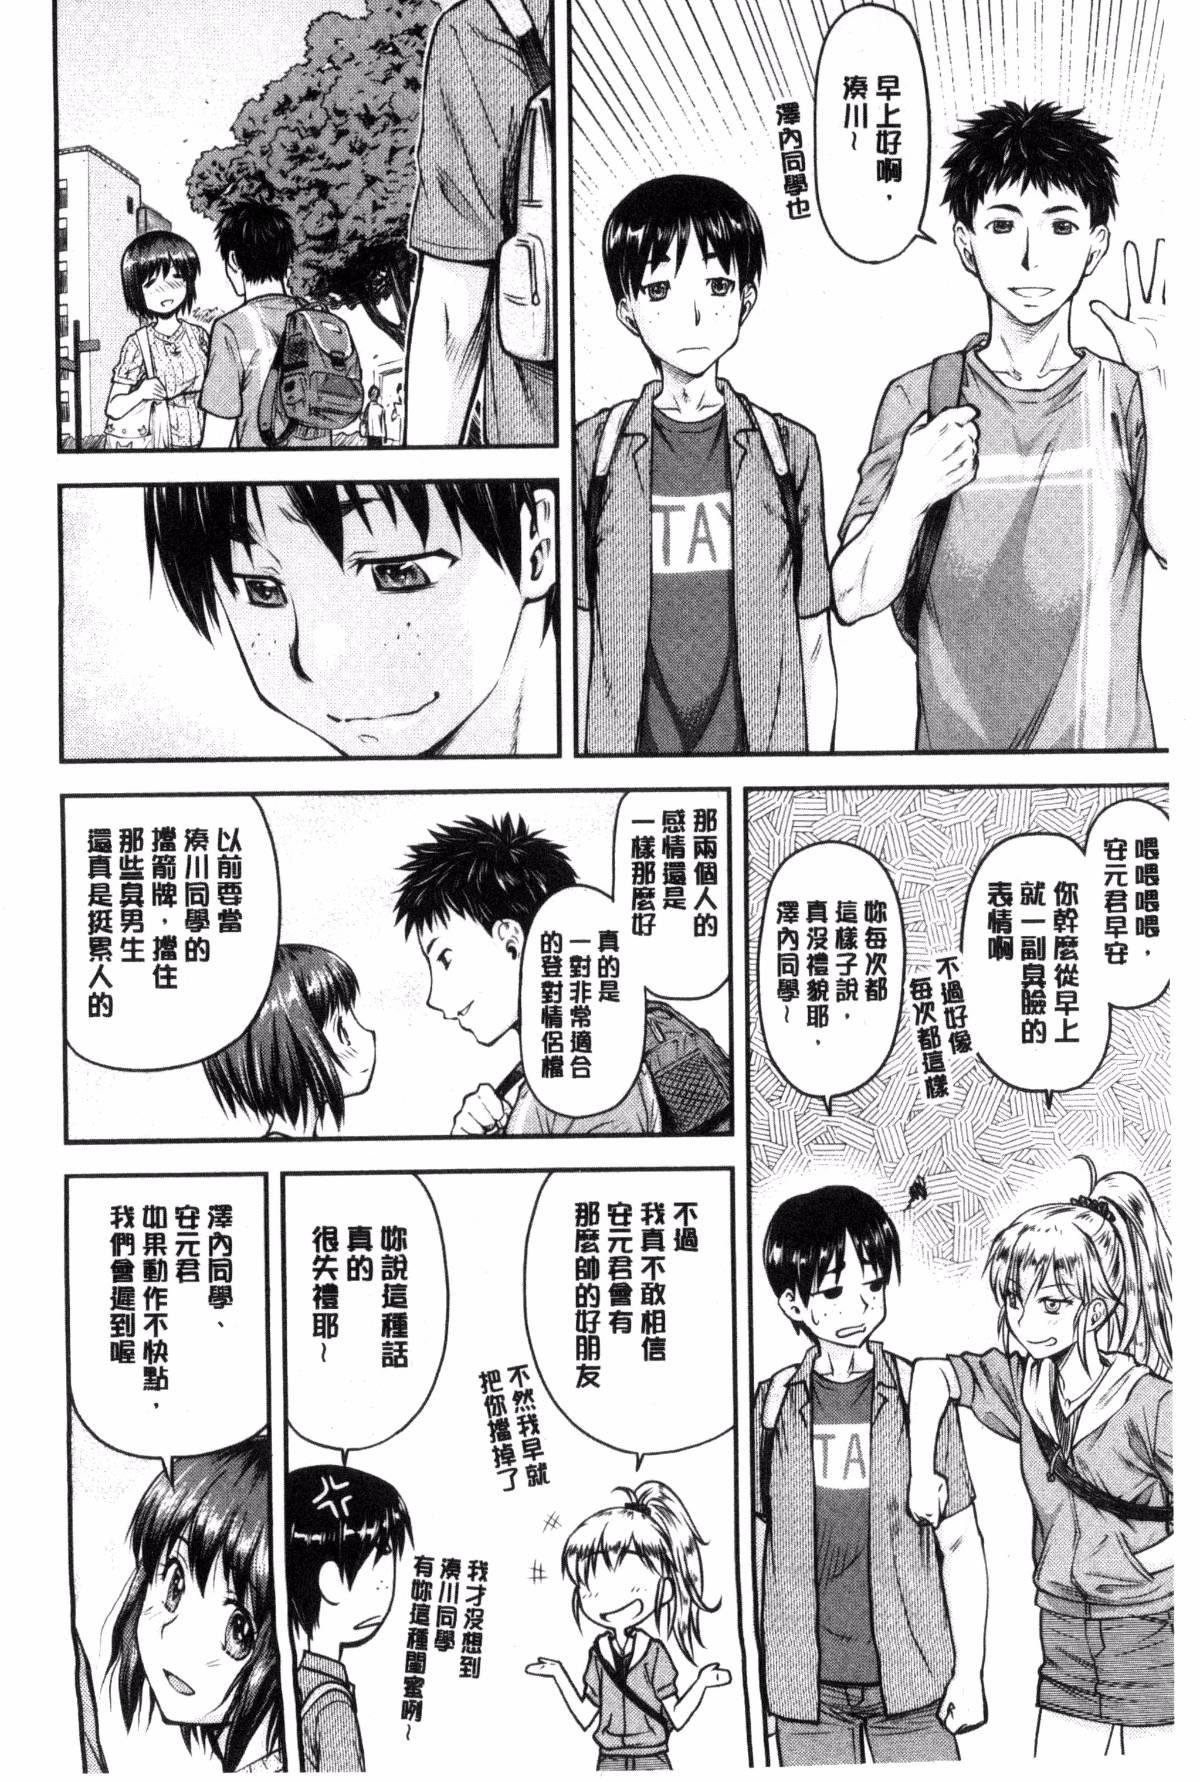 早上好啊，
湊川～
澤內同學也
TAY
喂喂喂喂，
安元君早安
你幹麼從早上
就一副臭臉的
表情啊
不過好像
每次都這樣
妳每次都
這樣子說，
真沒禮貌耶，
澤內同學～
TA
那兩個人的
感情還是
一樣那麼好
真的是
一對非常適合
的登對情侶檔
以前要當
湊川同學的
擋箭牌，擋住
那些臭男生
還真是挺累人的
不過
我真不敢相信
安元君會有
那麼帥的好朋友
不然我早就
把你擋掉了
妳說這種話
真的
很失禮耶～
我才沒想到
湊川同學
有妳這種閨蜜咧～
澤內同學、
安元君
如果動作不快點，
我們會遲到喔